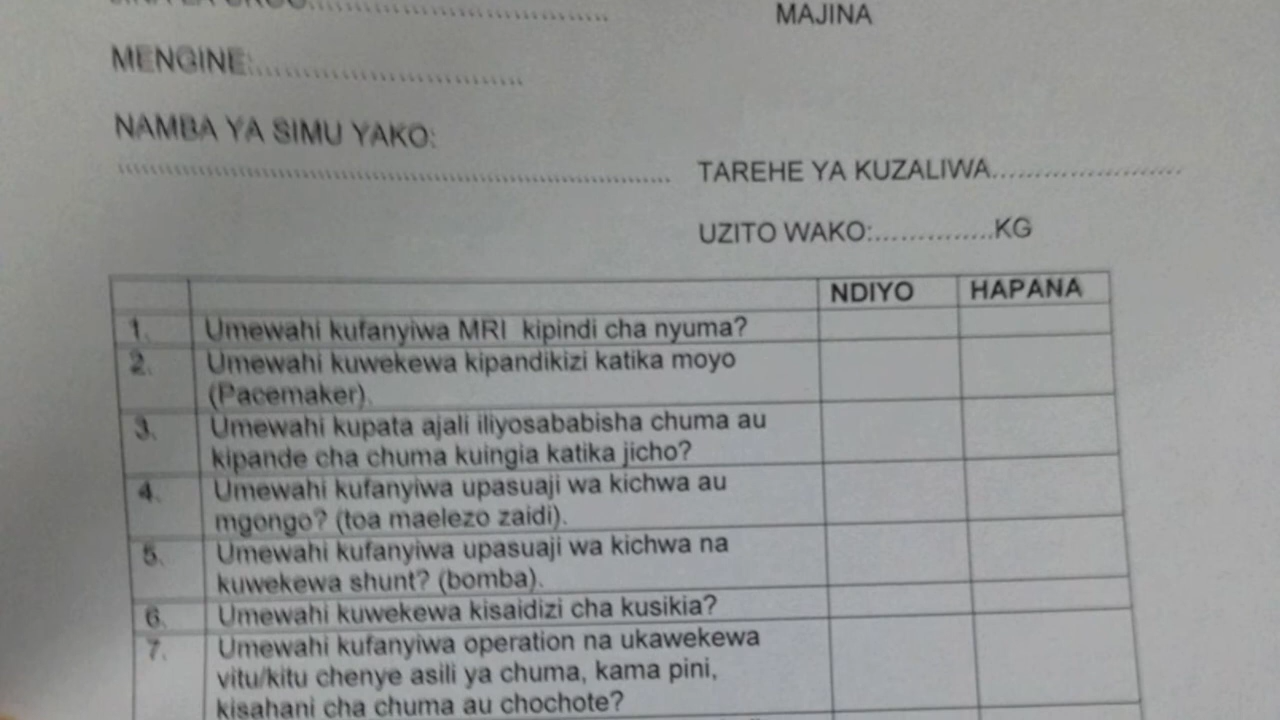 MAJINA
MENGINE:..............................
NAMBA YA SIMU YAKO:
.................................................................. TAREHE YA KUZALIWA......................
UZITO WAKO:..............KG
NDIYO HAPANA
1. Umewahi kufanyiwa MRI kipindi cha nyuma?
2. Umewahi kuwekewa kipandikizi katika moyo
(Pacemaker).
3. Umewahi kupata ajali iliyosababisha chuma au
kipande cha chuma kuingia katika jicho?
4. Umewahi kufanyiwa upasuaji wa kichwa au
mgongo? (toa maelezo zaidi).
5. Umewahi kufanyiwa upasuaji wa kichwa na
kuwekewa shunt? (bomba).
6. Umewahi kuwekewa kisaidizi cha kusikia?
7. Umewahi kufanyiwa operation na ukawekewa
vitu/kitu chenye asili ya chuma, kama pini,
kisahani cha chuma au chochote?